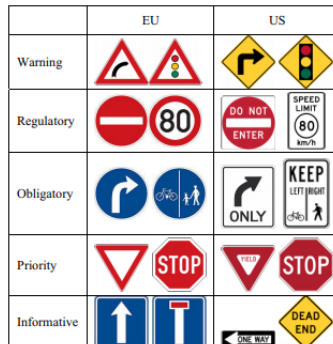 EU US
Warning
Regulatory
80
DO NOT
ENTER
SPEED
LIMIT
80
km/h
Obligatory
ONLY
KEEP
LEFT RIGHT
Priority
STOP
YIELD
STOP
Informative
ONE WAY
DEAD
END